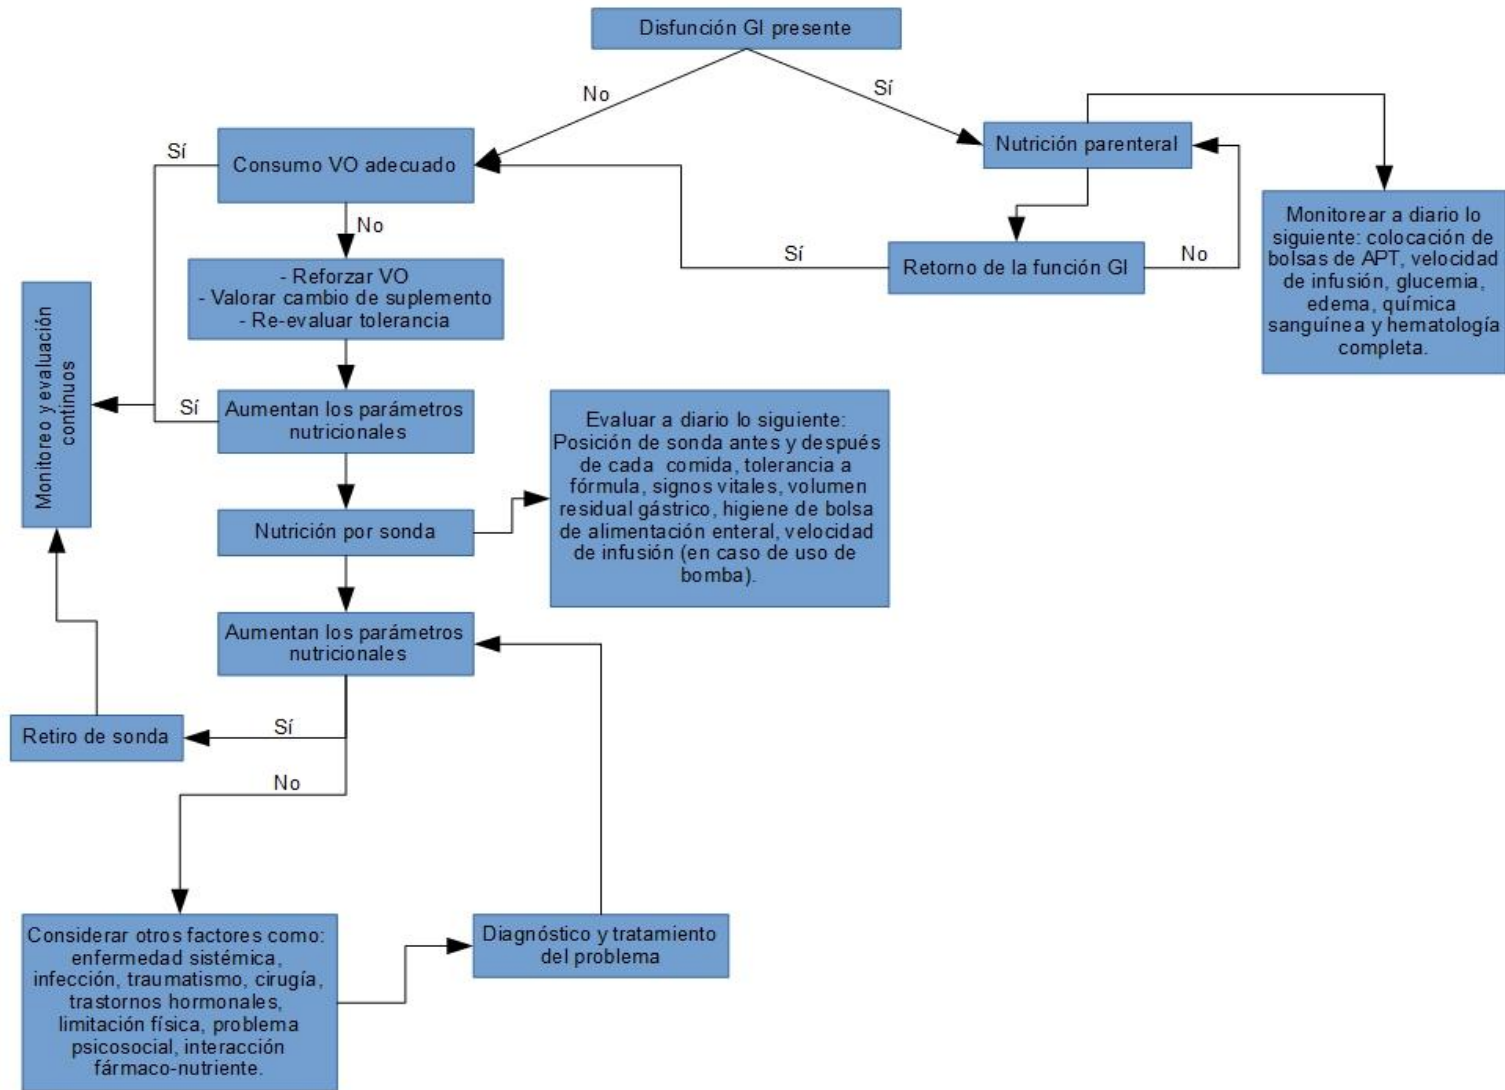 Disfunción GI presente
No
Sí
Sí
Consumo VO adecuado
Nutrición parenteral
No
Monitorear a diario lo
siguiente: colocación de
bolsas de APT, velocidad
de infusión, glucemia,
edema, química
sanguínea y hematología
completa.
Sí
Retorno de la función GI
No
- Reforzar VO
- Valorar cambio de suplemento
- Re-evaluar tolerancia
Monitoreo y evaluación
continuos
Sí
Aumentan los parámetros
nutricionales
Evaluar a diario lo siguiente:
Posición de sonda antes y después
de cada comida, tolerancia a
fórmula, signos vitales, volumen
residual gástrico, higiene de bolsa
de alimentación enteral, velocidad
de infusión (en caso de uso de
bomba).
Nutrición por sonda
Aumentan los parámetros
nutricionales
Retiro de sonda
Sí
No
Considerar otros factores como:
enfermedad sistémica,
infección, traumatismo, cirugía,
trastornos hormonales,
limitación física, problema
psicosocial, interacción
fármaco-nutriente.
Diagnóstico y tratamiento
del problema